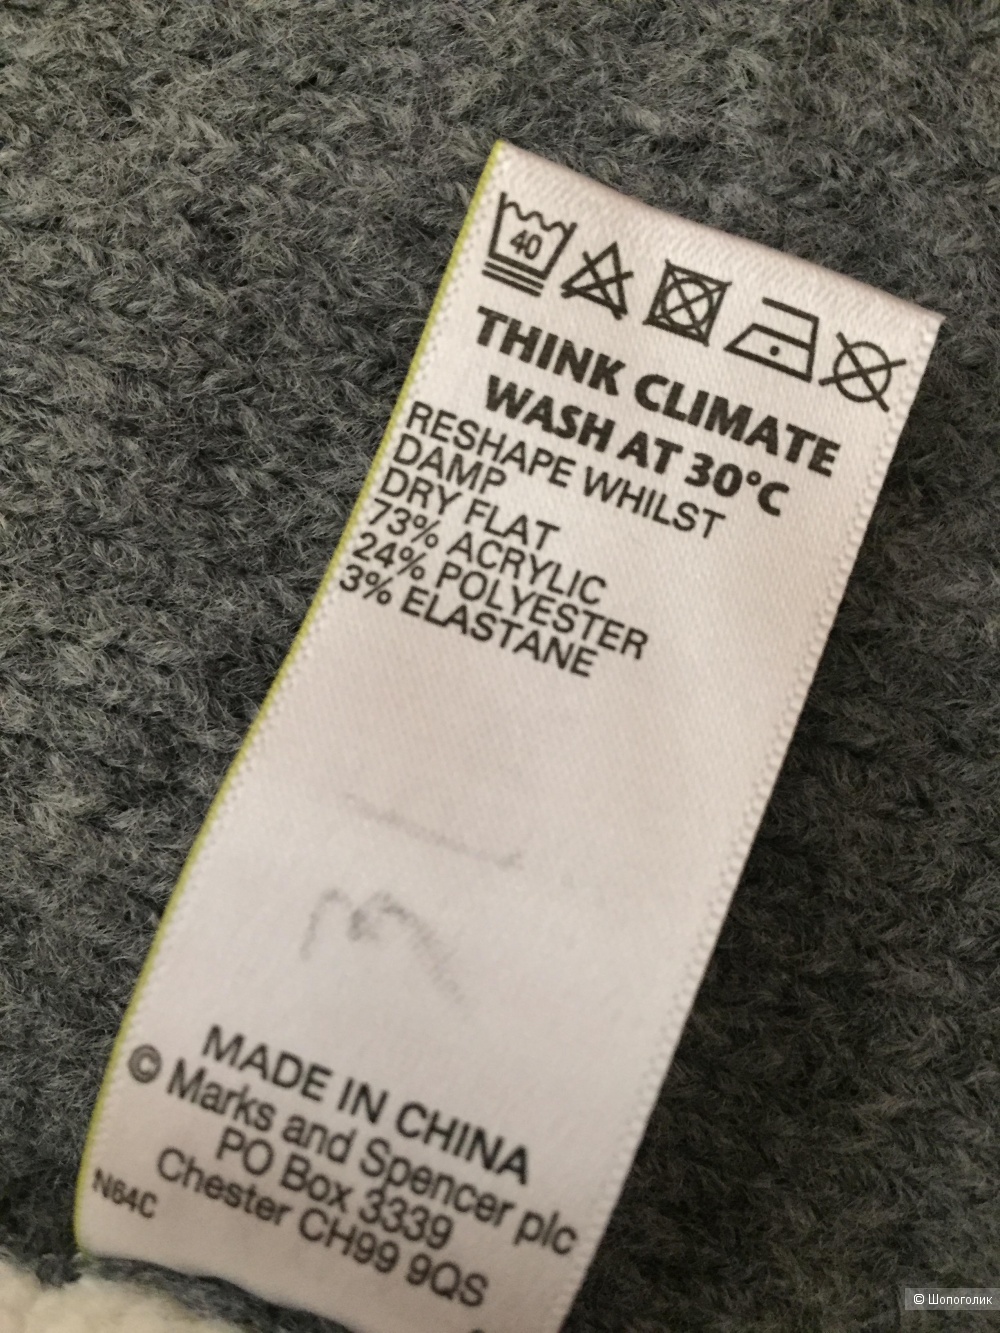 40
THINK CLIMATE
WASH AT 30°C
RESHAPE WHILST
DAMP
DRY FLAT
73% ACRYLIC
24% POLYESTER
3% ELASTANE
MADE IN CHINA
© Marks and Spencer plc
PO Box 3339
Chester CH99 9QS
N64C
© Шопоголик